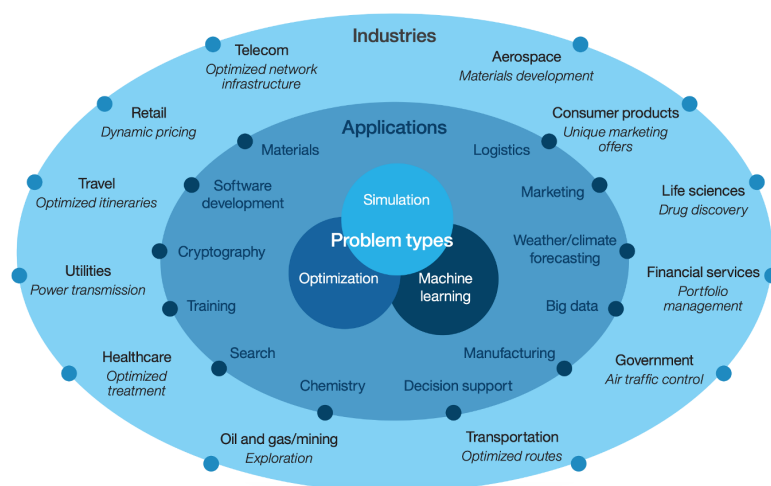 Industries
Telecom
Optimized network
infrastructure
Aerospace
Materials development
Retail
Dynamic pricing
Consumer products
Unique marketing
offers
Travel
Optimized itineraries
Life sciences
Drug discovery
Utilities
Power transmission
Financial services
Portfolio
management
Healthcare
Optimized
treatment
Government
Air traffic control
Oil and gas/mining
Exploration
Transportation
Optimized routes
Applications
Materials
Logistics
Software
development
Marketing
Cryptography
Weather/climate
forecasting
Training
Big data
Search
Manufacturing
Chemistry
Decision support
Simulation
Problem types
Optimization
Machine
learning